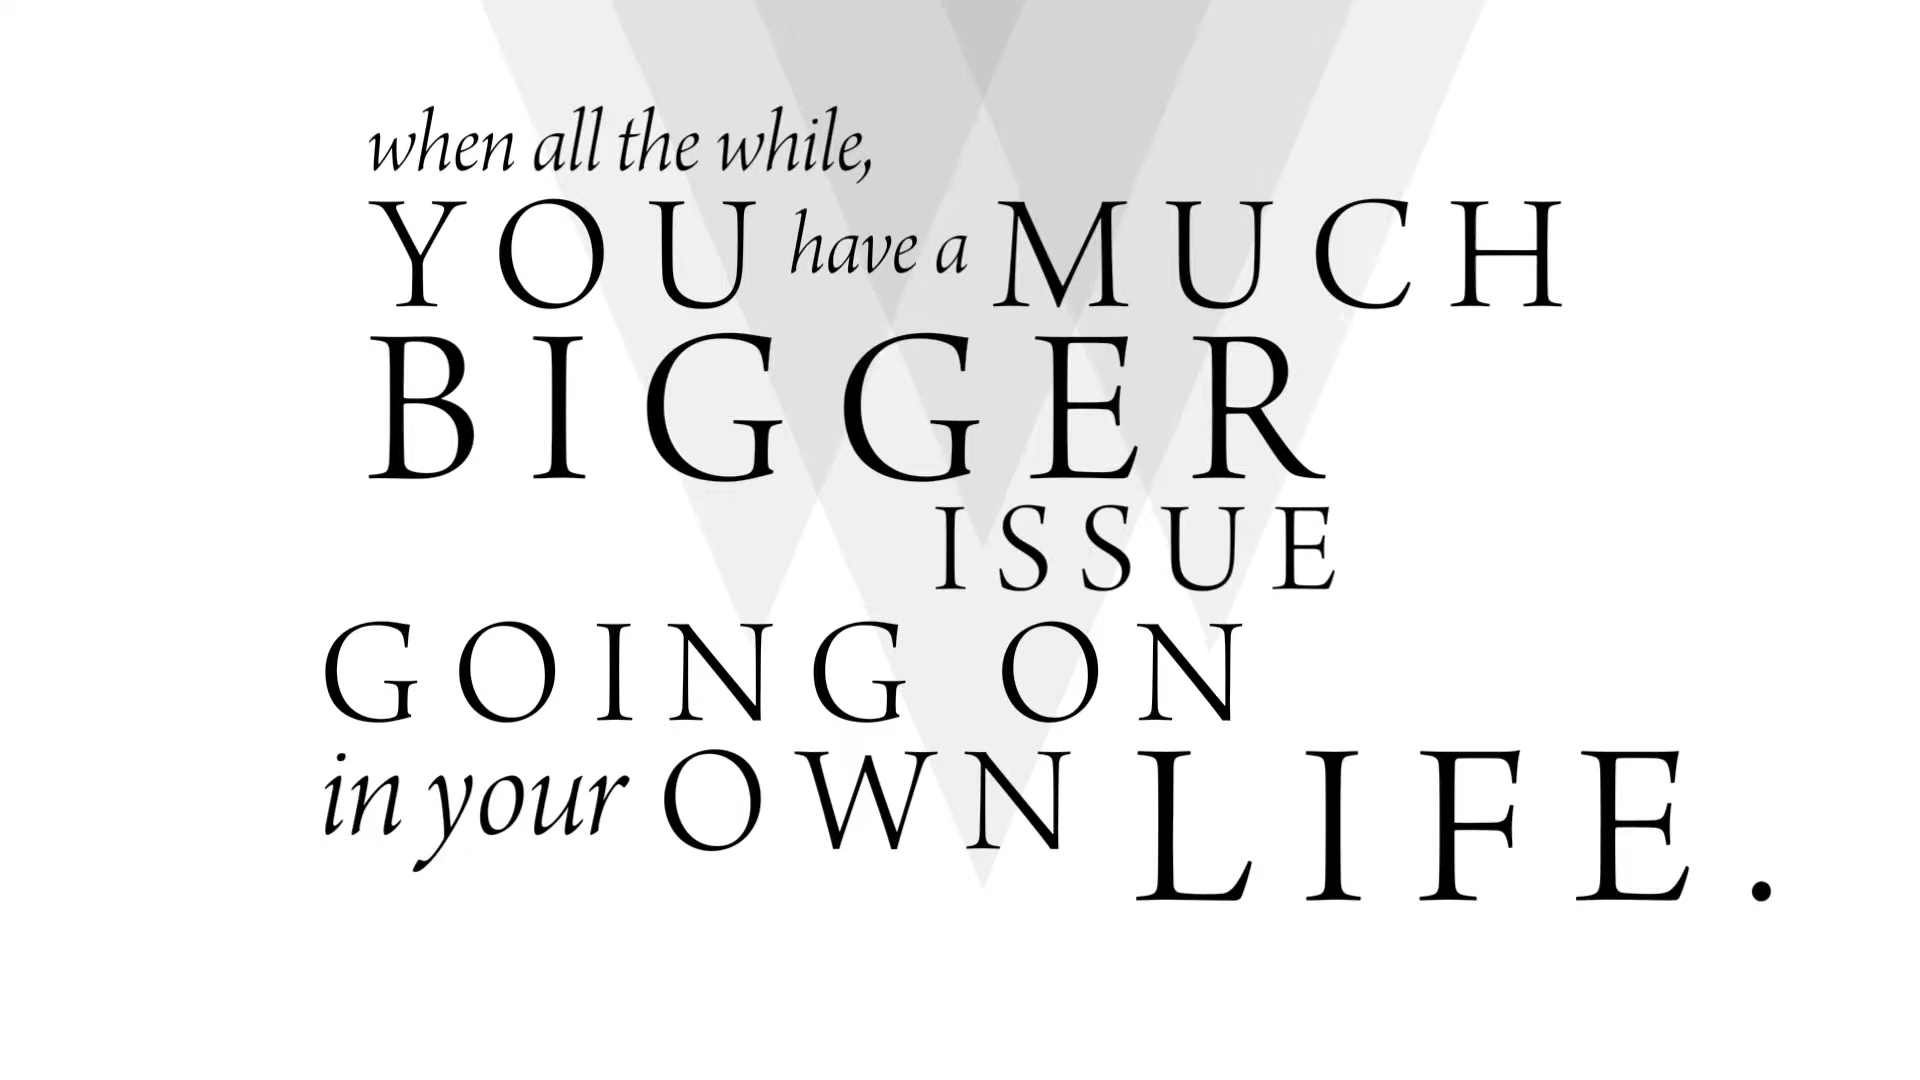 when all the while,
YOU have a MUCH
BIGGER
ISSUE
GOING ON
in your OWN LIFE.